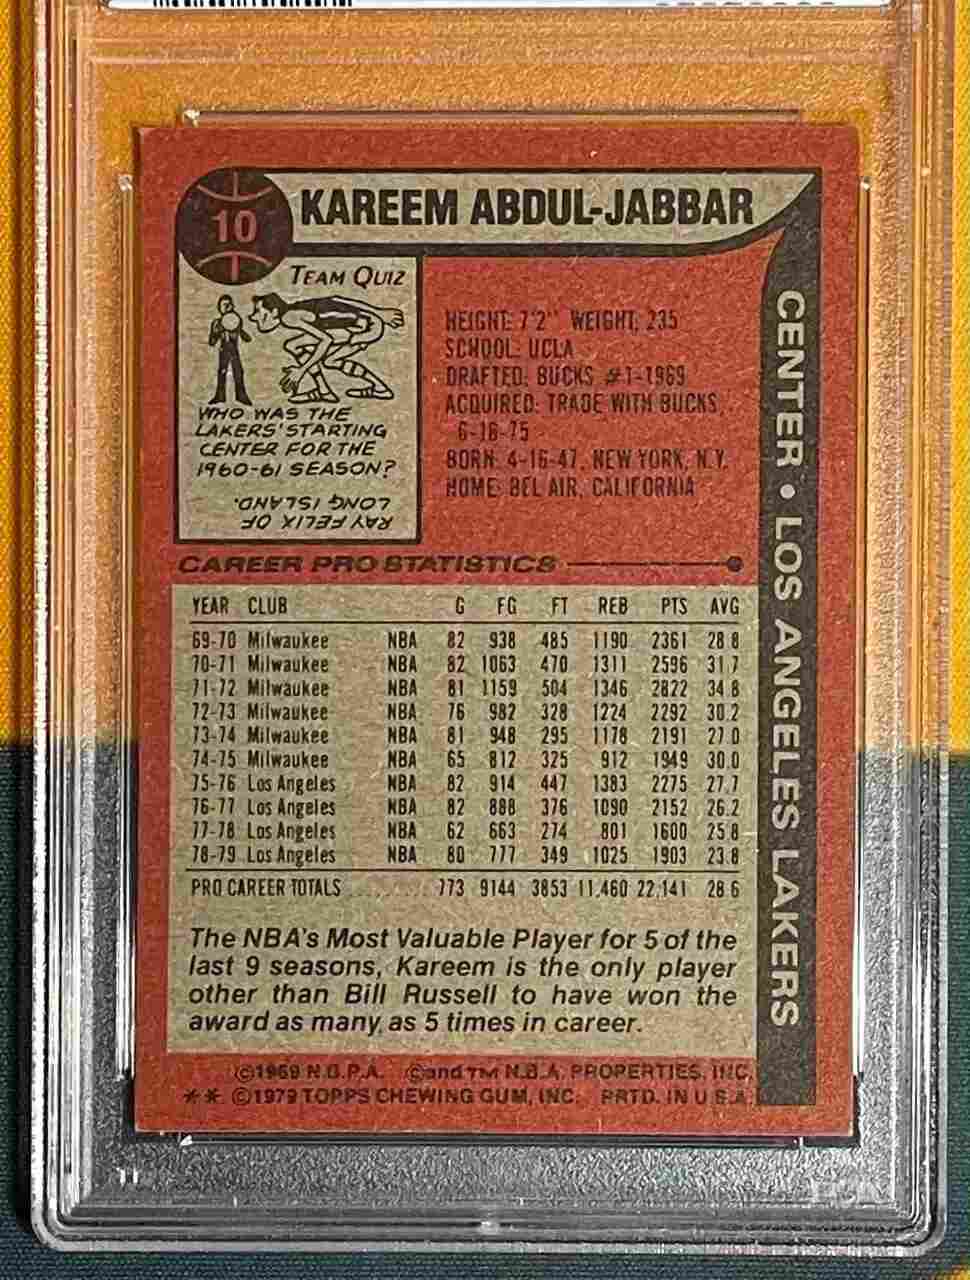 10
KAREEM ABDUL-JABBAR
CENTER • LOS ANGELES LAKERS
TEAM QUIZ
WHO WAS THE
LAKERS' STARTING
CENTER FOR THE
1960-61 SEASON?
RAY FELIX OF
LONG ISLAND.
HEIGHT: 7'2" WEIGHT: 235
SCHOOL: UCLA
DRAFTED: BUCKS #1-1969
ACQUIRED: TRADE WITH BUCKS,
6-16-75
BORN: 4-16-47, NEW YORK, N.Y.
HOME: BEL AIR, CALIFORNIA
CAREER PRO STATISTICS
YEAR CLUB G FG FT REB PTS AVG
69-70 Milwaukee NBA 82 938 485 1190 2361 28.8
70-71 Milwaukee NBA 82 1063 470 1311 2596 31.7
71-72 Milwaukee NBA 81 1159 504 1346 2822 34.8
72-73 Milwaukee NBA 76 982 328 1224 2292 30.2
73-74 Milwaukee NBA 81 948 295 1178 2191 27.0
74-75 Milwaukee NBA 65 812 325 912 1949 30.0
75-76 Los Angeles NBA 82 914 447 1383 2275 27.7
76-77 Los Angeles NBA 82 888 376 1090 2152 26.2
77-78 Los Angeles NBA 62 663 274 801 1600 25.8
78-79 Los Angeles NBA 80 777 349 1025 1903 23.8
PRO CAREER TOTALS ......... 773 9144 3853 11,460 22,141 28.6
The NBA's Most Valuable Player for 5 of the
last 9 seasons, Kareem is the only player
other than Bill Russell to have won the
award as many as 5 times in career.
©1969 N.B.P.A. © and TM N.B.A. PROPERTIES, INC.
** ©1979 TOPPS CHEWING GUM, INC. PRTD. IN U.S.A.